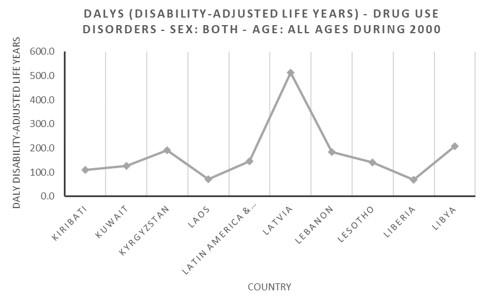 DALYS (DISABILITY-ADJUSTED LIFE YEARS) - DRUG USE
DISORDERS - SEX: BOTH - AGE: ALL AGES DURING 2000
DALY DISABILITY-ADJUSTED LIFE YEARS
600.0
500.0
400.0
300.0
200.0
100.0
0.0
KIRIBATI
KUWAIT
KYRGYZSTAN
LAOS
LATIN AMERICA &...
LATVIA
LEBANON
LESOTHO
LIBERIA
LIBYA
COUNTRY